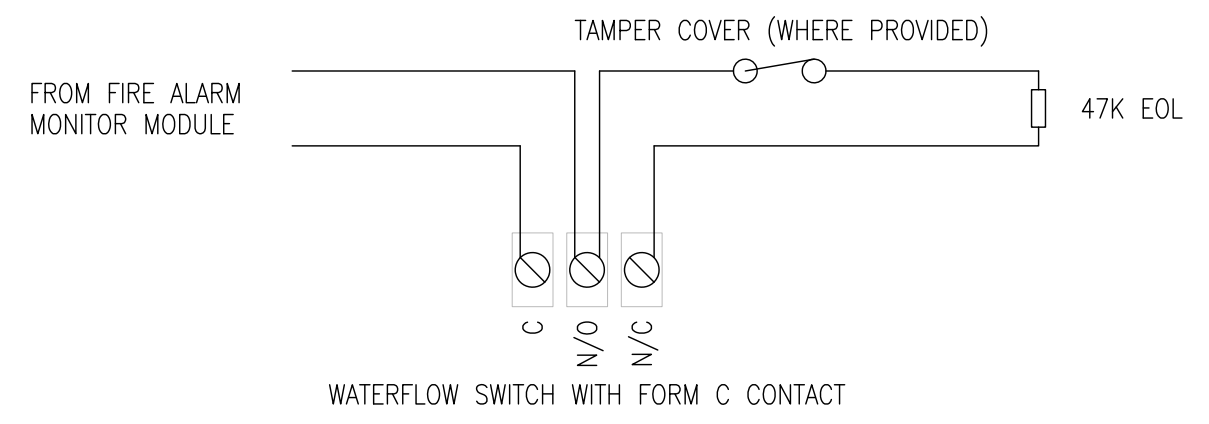 TAMPER COVER (WHERE PROVIDED)
FROM FIRE ALARM
MONITOR MODULE
47K EOL
C
N/O
N/C
WATERFLOW SWITCH WITH FORM C CONTACT